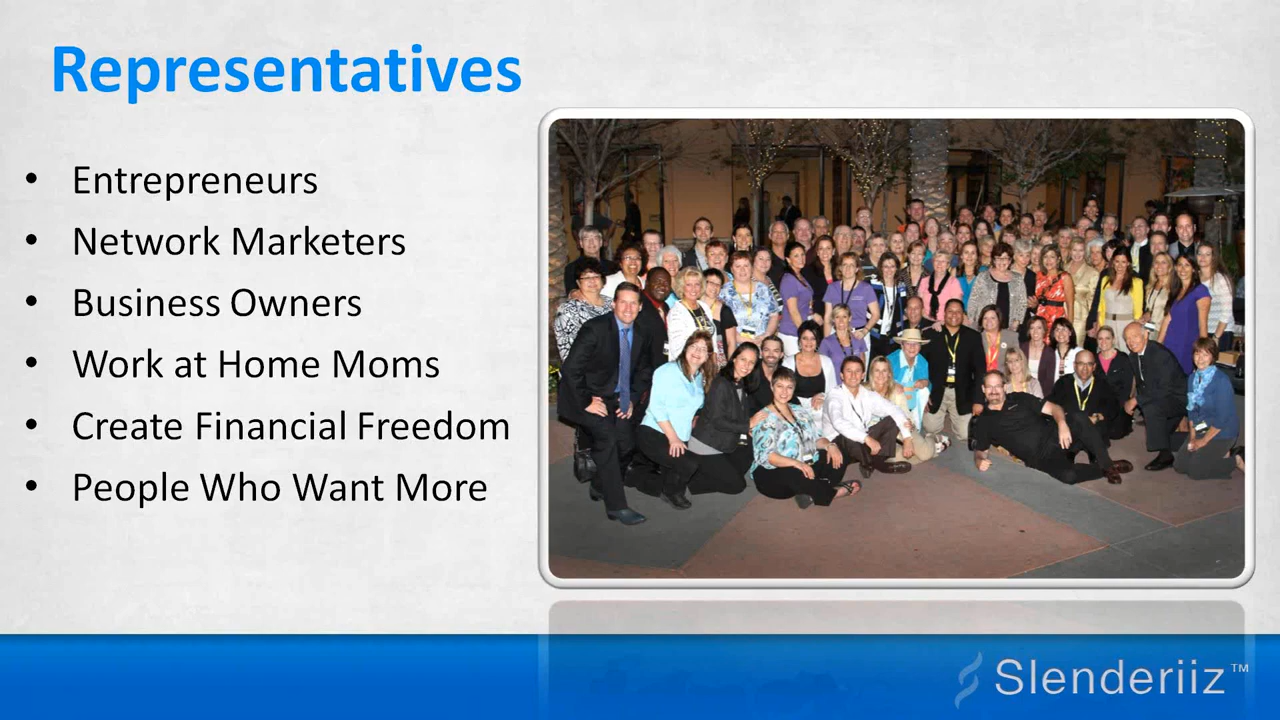 Representatives
• Entrepreneurs
• Network Marketers
• Business Owners
• Work at Home Moms
• Create Financial Freedom
• People Who Want More
Slenderiiz™